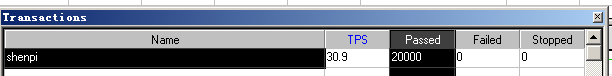 Transactions
Name TPS Passed Failed Stopped
shenpi 30.9 20000 0 0